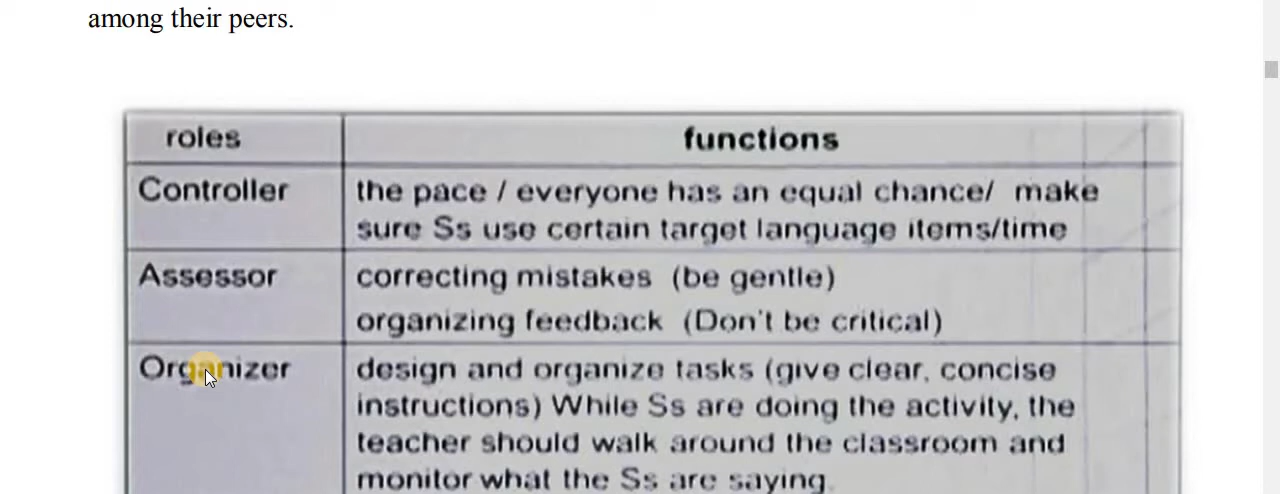 among their peers.
roles functions
Controller the pace / everyone has an equal chance/ make
sure Ss use certain target language items/time
Assessor correcting mistakes (be gentle)
organizing feedback (Don't be critical)
Organizer design and organize tasks (give clear, concise
instructions) While Ss are doing the activity, the
teacher should walk around the classroom and
monitor what the Ss are saying.